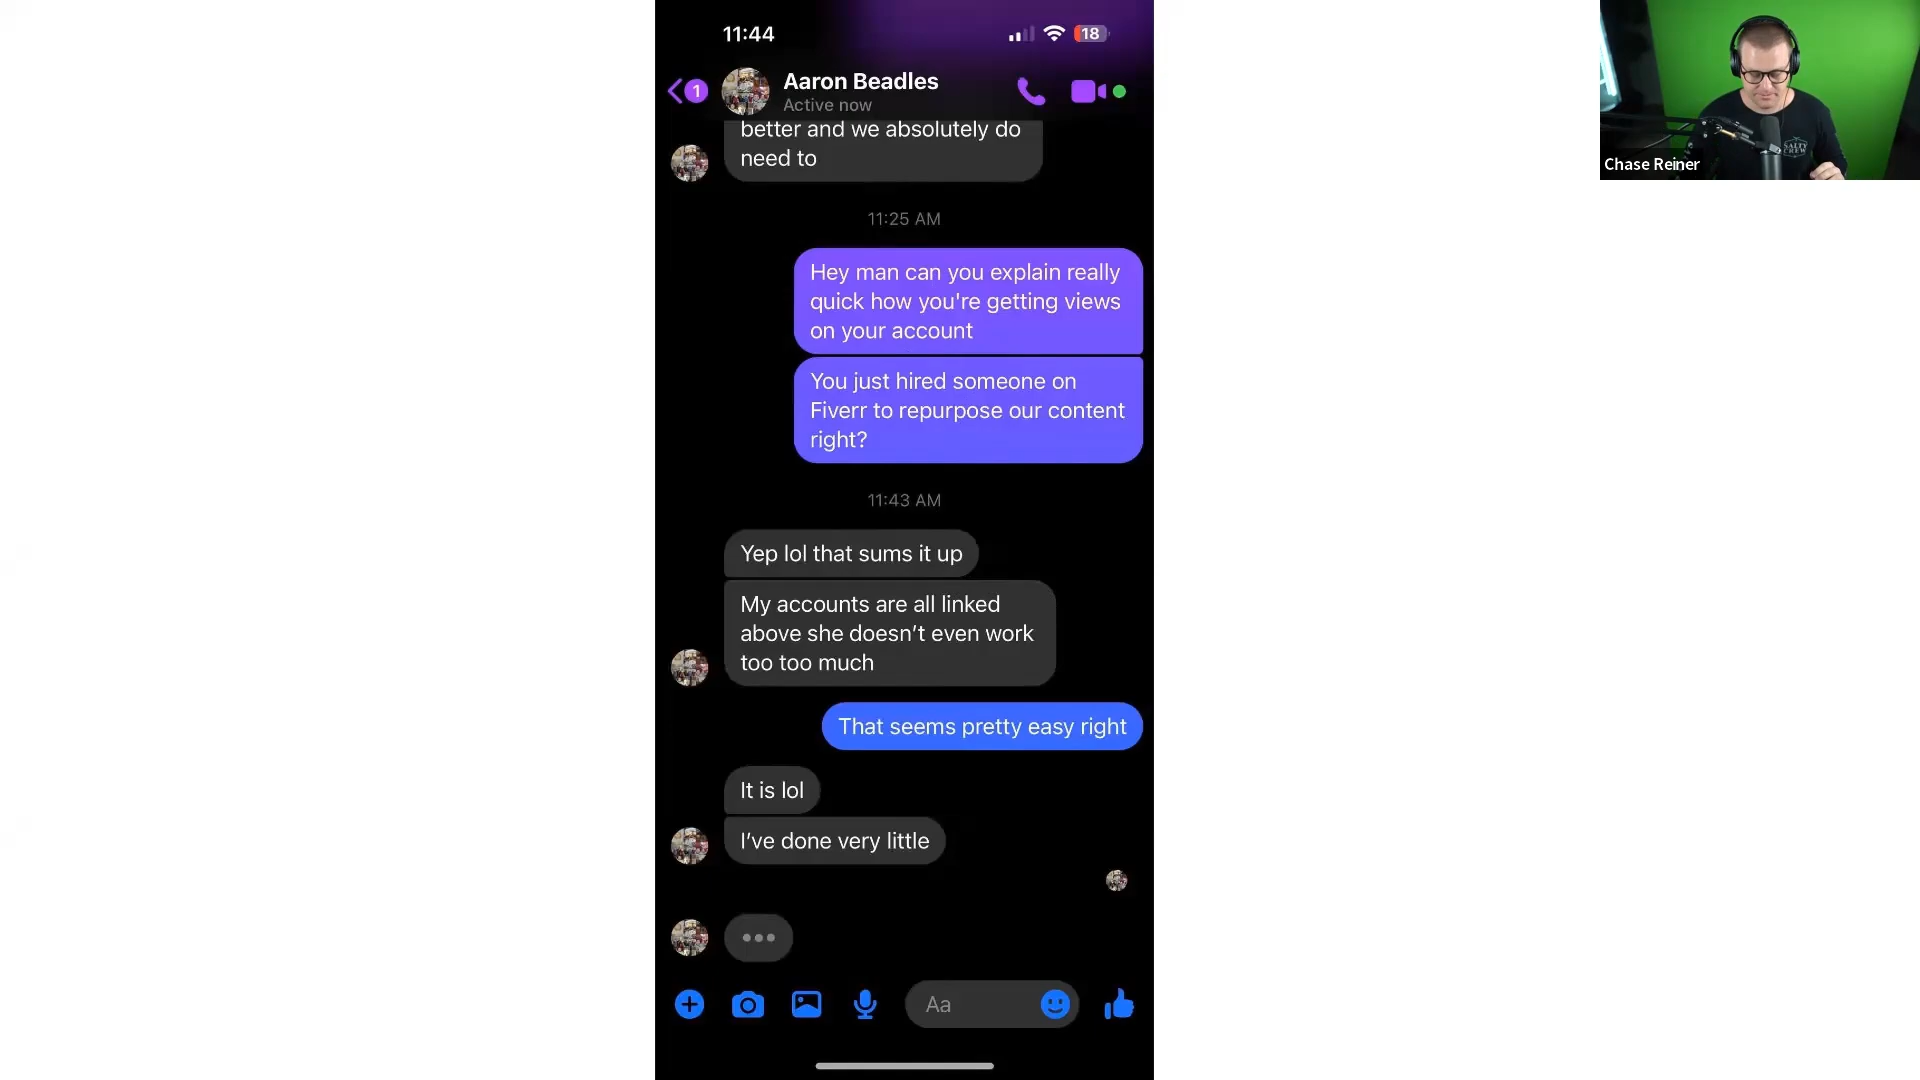 11:44
18
1
Aaron Beadles
Active now
better and we absolutely do
need to
11:25 AM
Hey man can you explain really
quick how you're getting views
on your account
You just hired someone on
Fiverr to repurpose our content
right?
11:43 AM
Yep lol that sums it up
My accounts are all linked
above she doesn’t even work
too too much
That seems pretty easy right
It is lol
I’ve done very little
Aa
SALTY
CREW
Chase Reiner